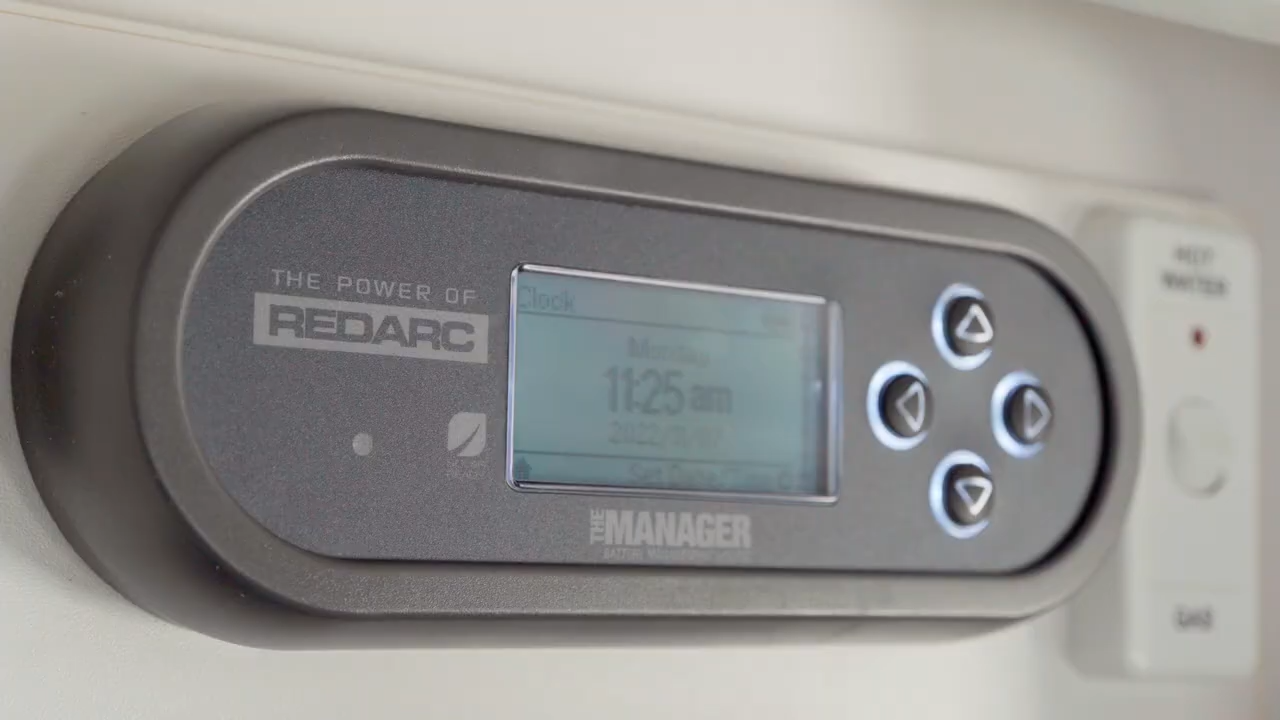 THE POWER OF
REDARC
Clock
Monday
11:25 am
THE MANAGER
HOT
WATER
GAS